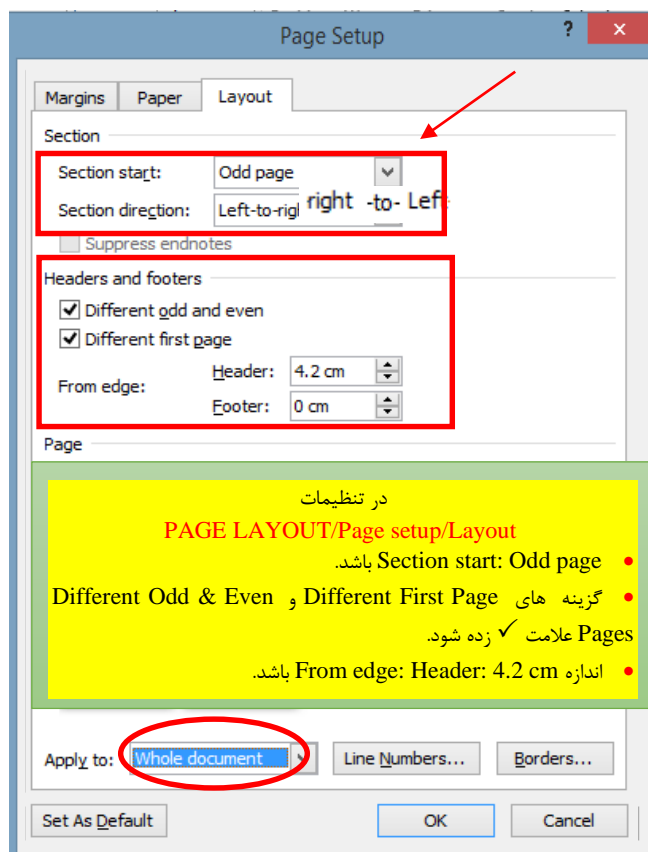 Page Setup ? x
Margins Paper Layout
Section
Section start: Odd page
Section direction: Left-to-rig right -to- Left
Suppress endnotes
Headers and footers
Different odd and even
Different first page
From edge: Header: 4.2 cm
Footer: 0 cm
Page
در تنظیمات
PAGE LAYOUT/Page setup/Layout
• Section start: Odd page باشد.
• گزینه های Different First Page و Different Odd & Even
Pages علامت ✓ زده شود.
• اندازه From edge: Header: 4.2 cm باشد.
Apply to: Whole document Line Numbers... Borders...
Set As Default OK Cancel